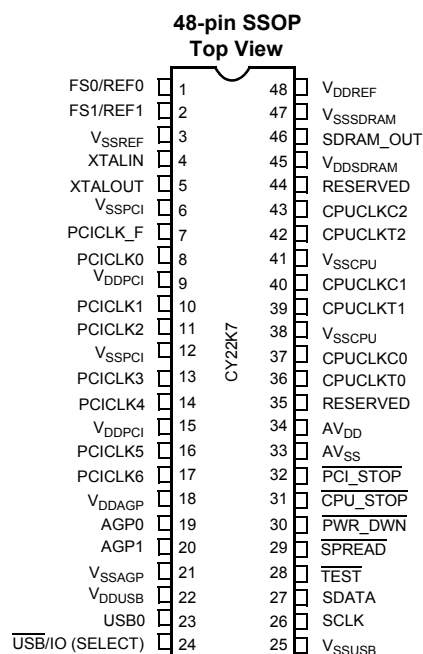 48-pin SSOP
Top View
FS0/REF0 1 48 VDDREF
FS1/REF1 2 47 VSSSDRAM
VSSREF 3 46 SDRAM_OUT
XTALIN 4 45 VDDSDRAM
XTALOUT 5 44 RESERVED
VSSPCI 6 43 CPUCLKC2
PCICLK_F 7 42 CPUCLKT2
PCICLK0 8 41 VSSCPU
VDDPCI 9 40 CPUCLKC1
PCICLK1 10 39 CPUCLKT1
PCICLK2 11 38 VSSCPU
VSSPCI 12 37 CPUCLKC0
PCICLK3 13 36 CPUCLKT0
PCICLK4 14 35 RESERVED
VDDPCI 15 34 AVDD
PCICLK5 16 33 AVSS
PCICLK6 17 32 PCI_STOP
VDDAGP 18 31 CPU_STOP
AGP0 19 30 PWR_DWN
AGP1 20 29 SPREAD
VSSAGP 21 28 TEST
VDDUSB 22 27 SDATA
USB0 23 26 SCLK
USB/IO (SELECT) 24 25 VSSUSB
CY22K7